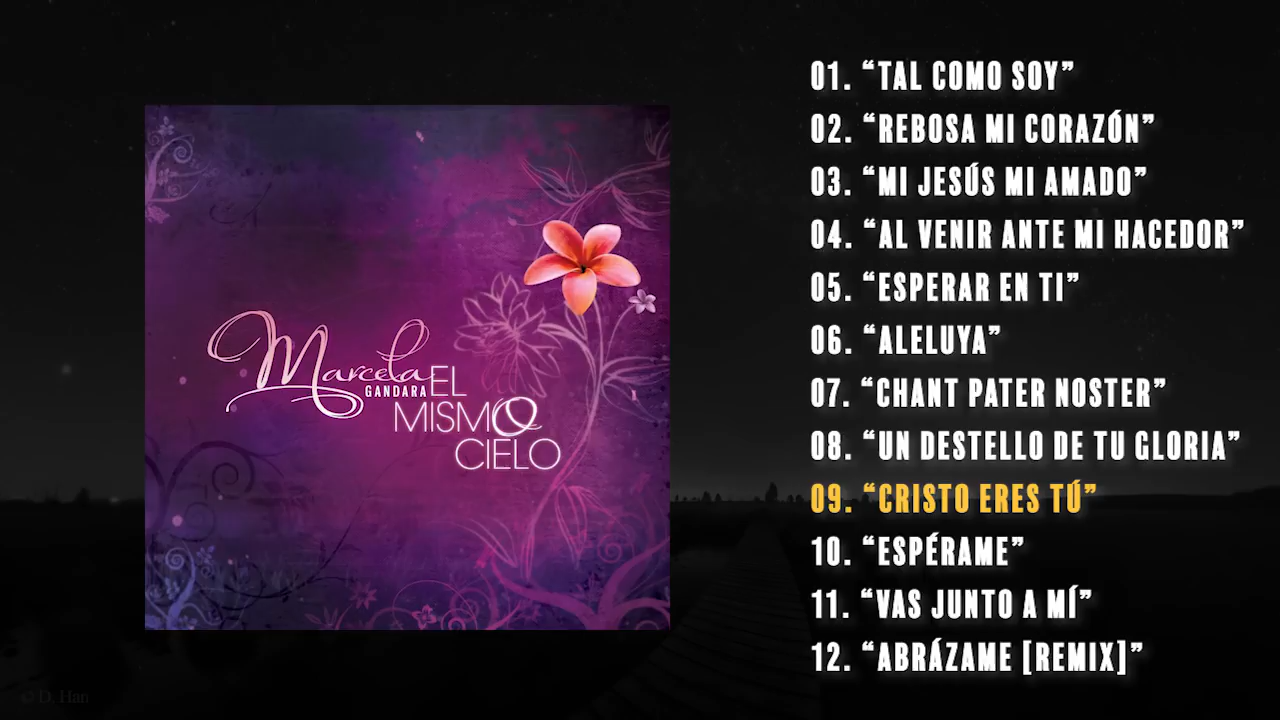 Marcela
GANDARA
EL
MISMO
CIELO
01. “TAL COMO SOY”
02. “REBOSA MI CORAZÓN”
03. “MI JESÚS MI AMADO”
04. “AL VENIR ANTE MI HACEDOR”
05. “ESPERAR EN TI”
06. “ALELUYA”
07. “CHANT PATER NOSTER”
08. “UN DESTELLO DE TU GLORIA”
09. “CRISTO ERES TÚ”
10. “ESPÉRAME”
11. “VAS JUNTO A MÍ”
12. “ABRÁZAME [REMIX]”
© D. Han